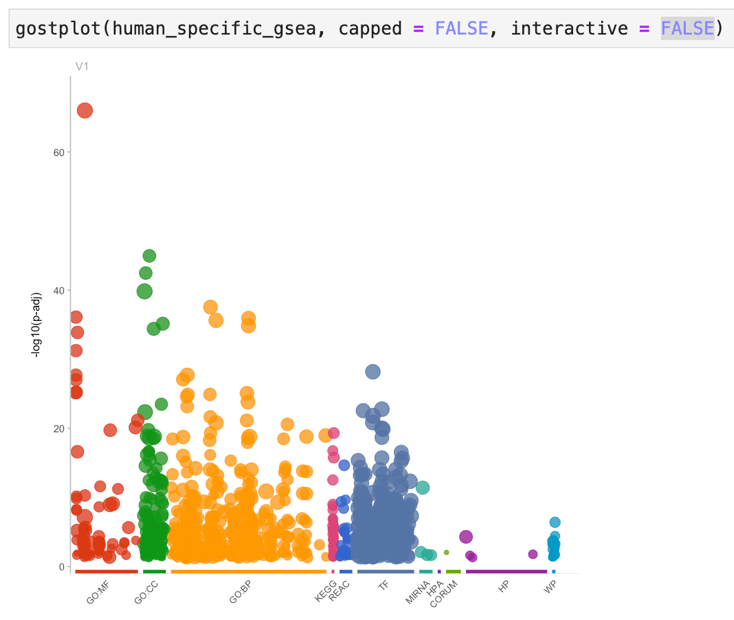 gostplot(human_specific_gsea, capped = FALSE, interactive = FALSE)
V1
60
40
20
0
-log10(p-adj)
GO:MF
GO:CC
GO:BP
KEGG
REAC
TF
MIRNA
HPA
CORUM
HP
WP